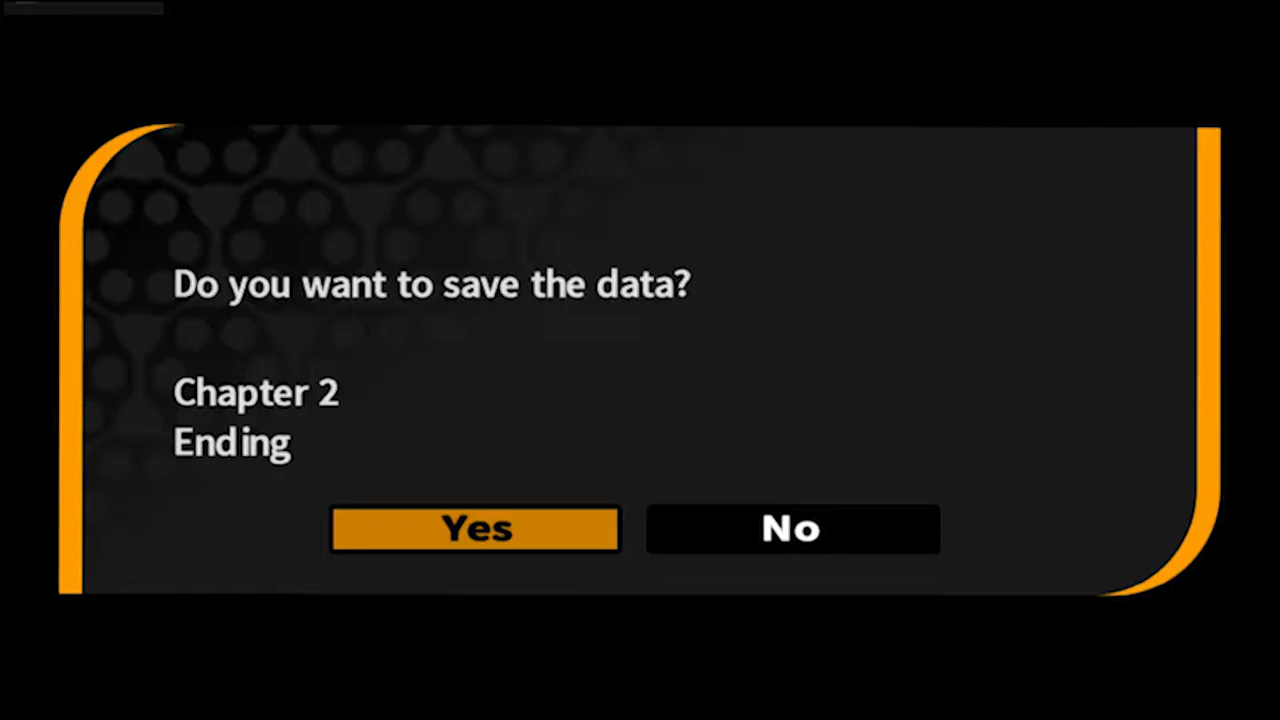 Do you want to save the data?
Chapter 2
Ending
Yes
No